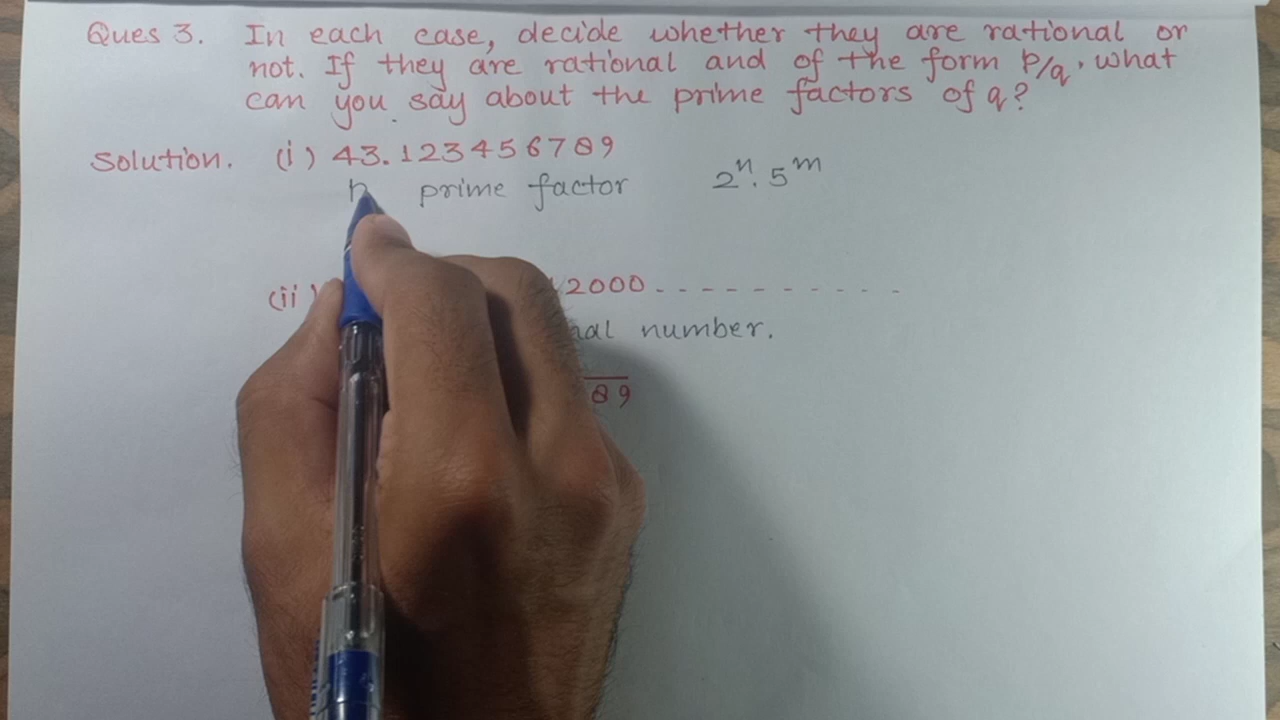 Ques 3. In each case, decide whether they are rational or
not. If they are rational and of the form p/q, what
can you say about the prime factors of q?
Solution. (i) 43.123456789
p prime factor 2ⁿ. 5ᵐ
(ii) 2000 - - - - - - - - - -
number.
89